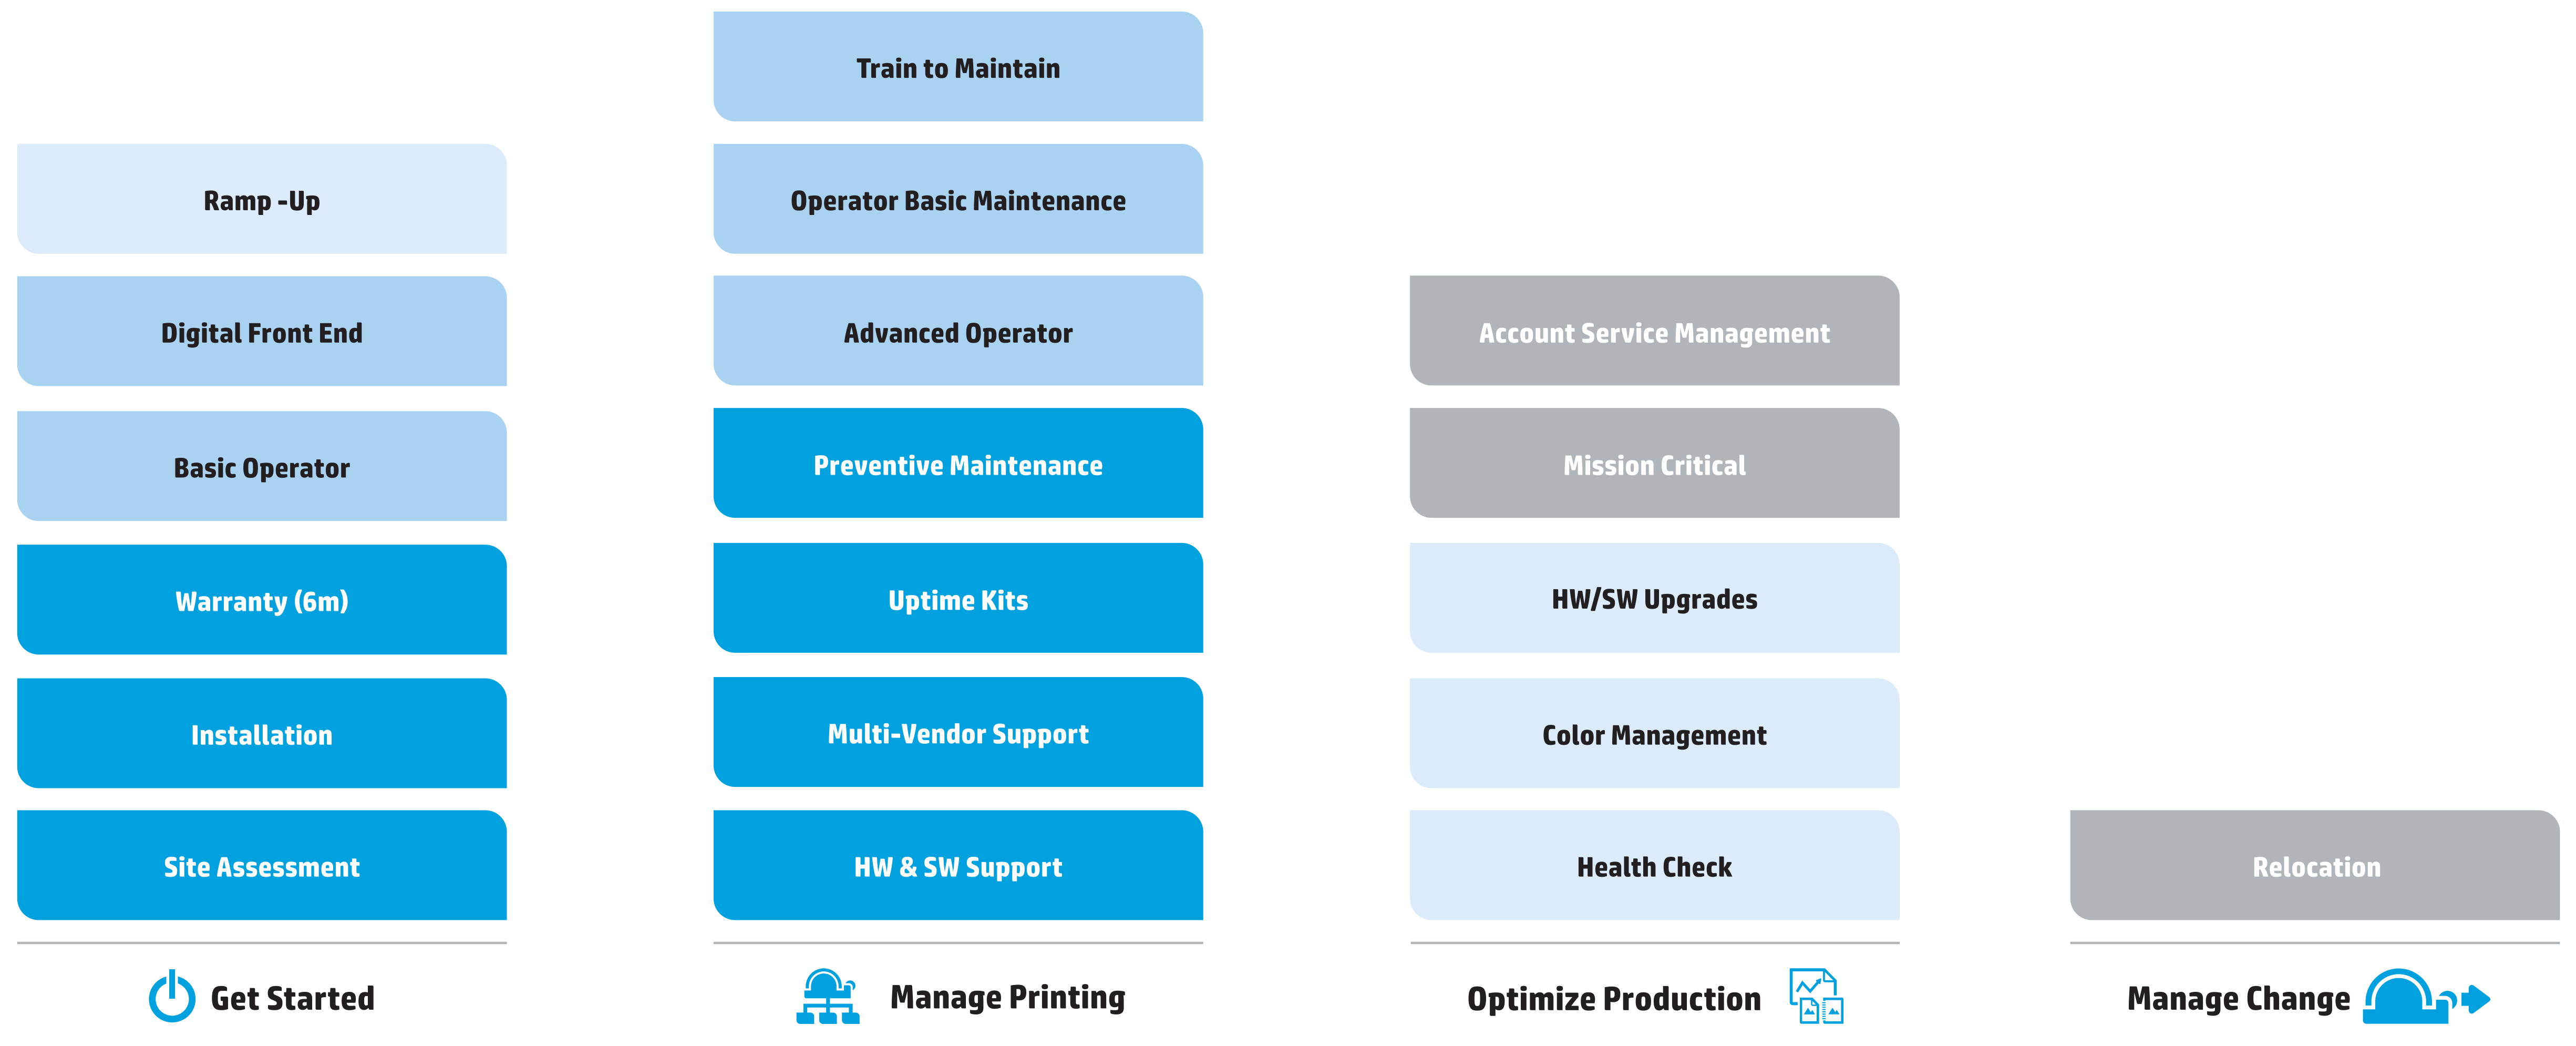 Ramp -Up
Digital Front End
Basic Operator
Warranty (6m)
Installation
Site Assessment
Get Started
Train to Maintain
Operator Basic Maintenance
Advanced Operator
Preventive Maintenance
Uptime Kits
Multi-Vendor Support
HW & SW Support
Manage Printing
Account Service Management
Mission Critical
HW/SW Upgrades
Color Management
Health Check
Optimize Production
Relocation
Manage Change